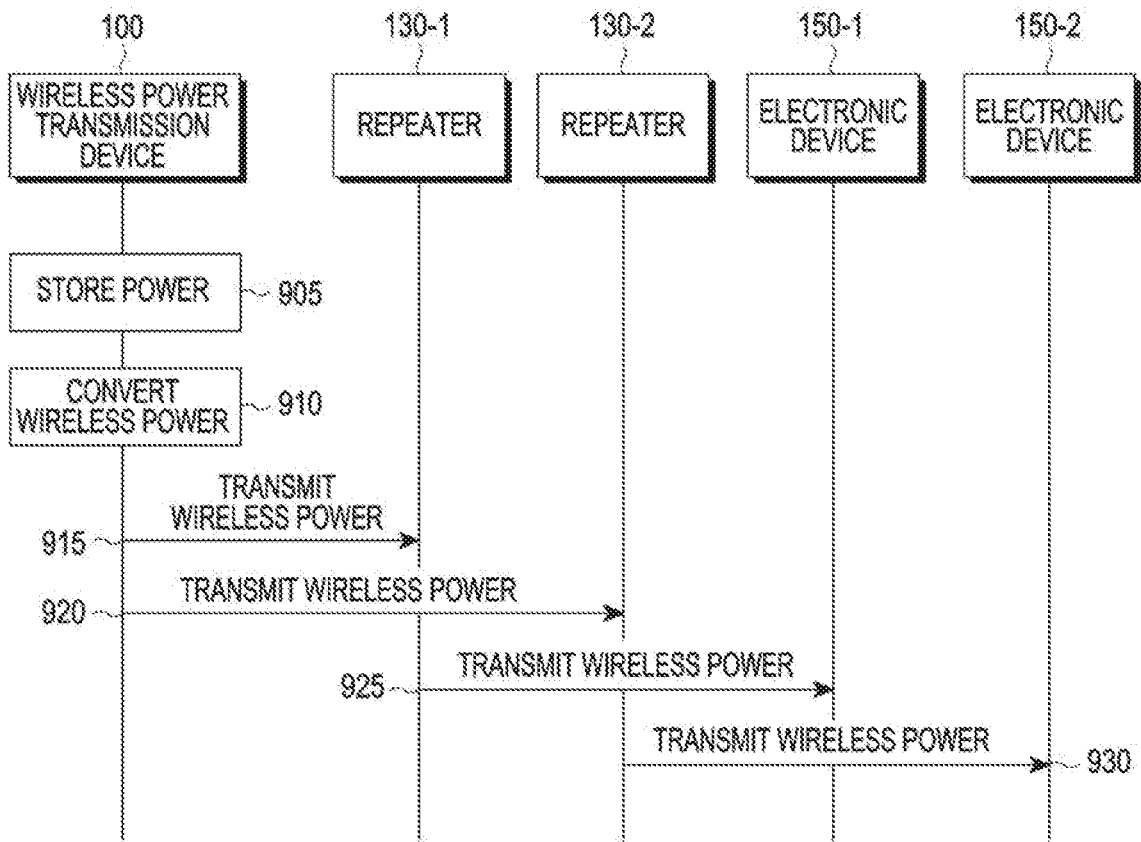 100
130-1
130-2
150-1
150-2
WIRELESS POWER
TRANSMISSION
DEVICE
REPEATER
REPEATER
ELECTRONIC
DEVICE
ELECTRONIC
DEVICE
STORE POWER
905
CONVERT
WIRELESS POWER
910
TRANSMIT
WIRELESS POWER
915
TRANSMIT WIRELESS POWER
920
TRANSMIT WIRELESS POWER
925
TRANSMIT WIRELESS POWER
930